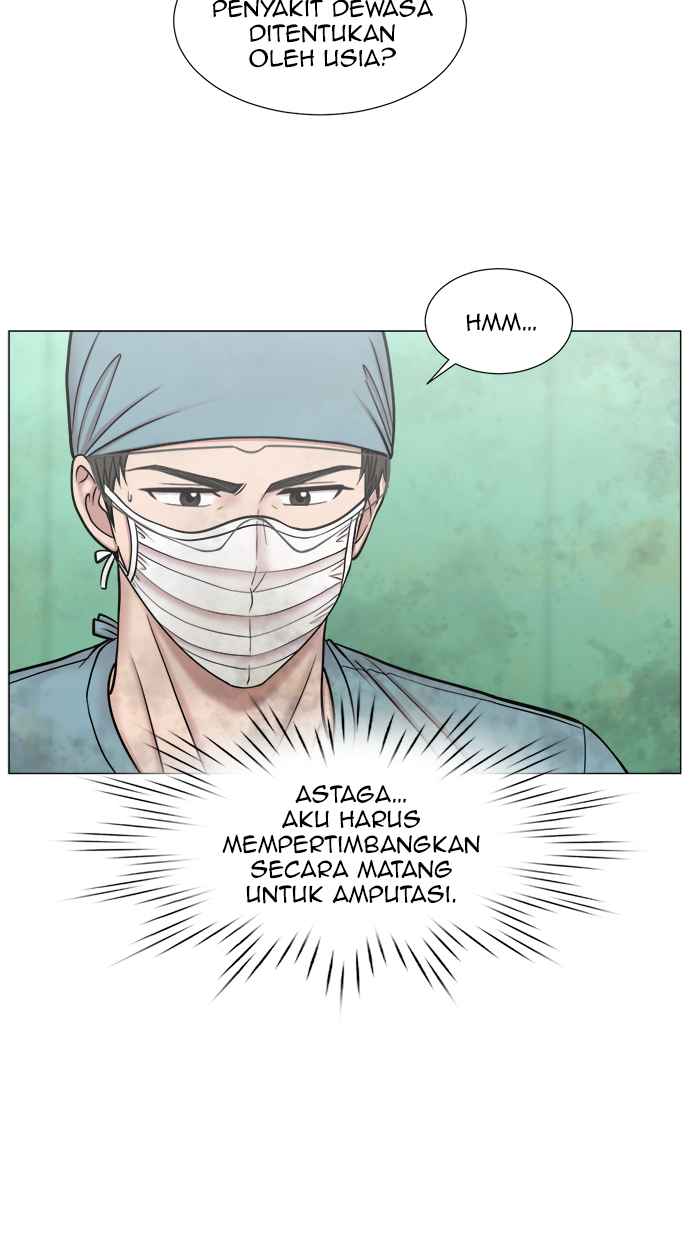 PENYAKIT DEWASA
DITENTUKAN
OLEH USIA?
HMM...
ASTAGA...
AKU HARUS
MEMPERTIMBANGKAN
SECARA MATANG
UNTUK AMPUTASI.